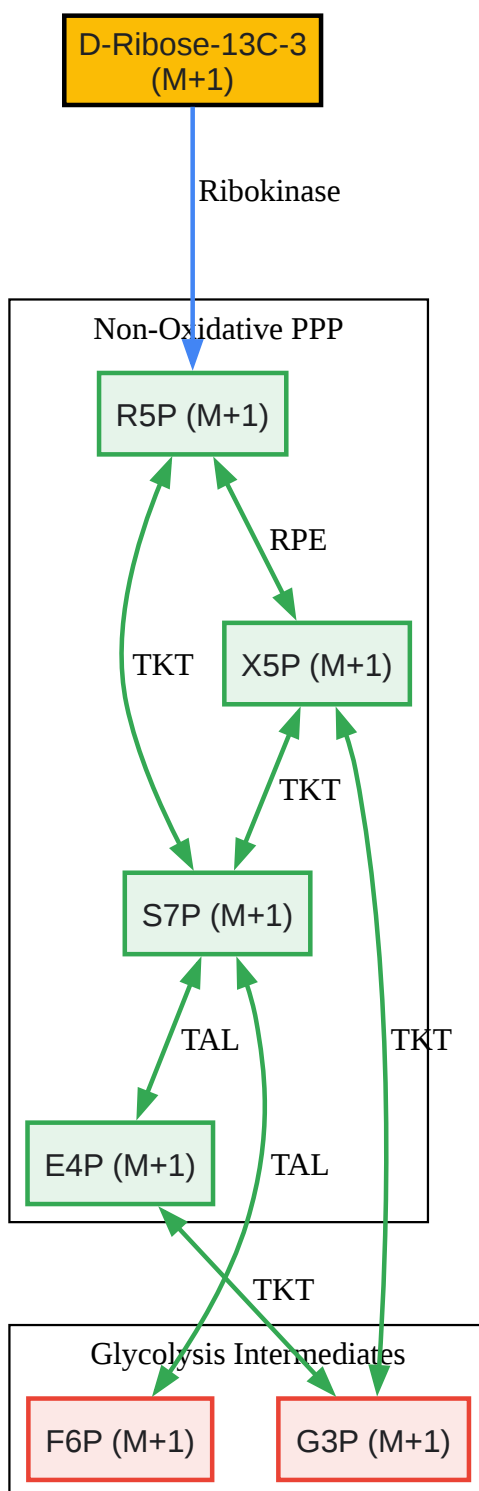 D-Ribose-13C-3
(M+1)
Ribokinase
Non-Oxidative PPP
R5P (M+1)
RPE
TKT
X5P (M+1)
TKT
S7P (M+1)
TAL
TKT
E4P (M+1)
TAL
TKT
Glycolysis Intermediates
F6P (M+1)
G3P (M+1)